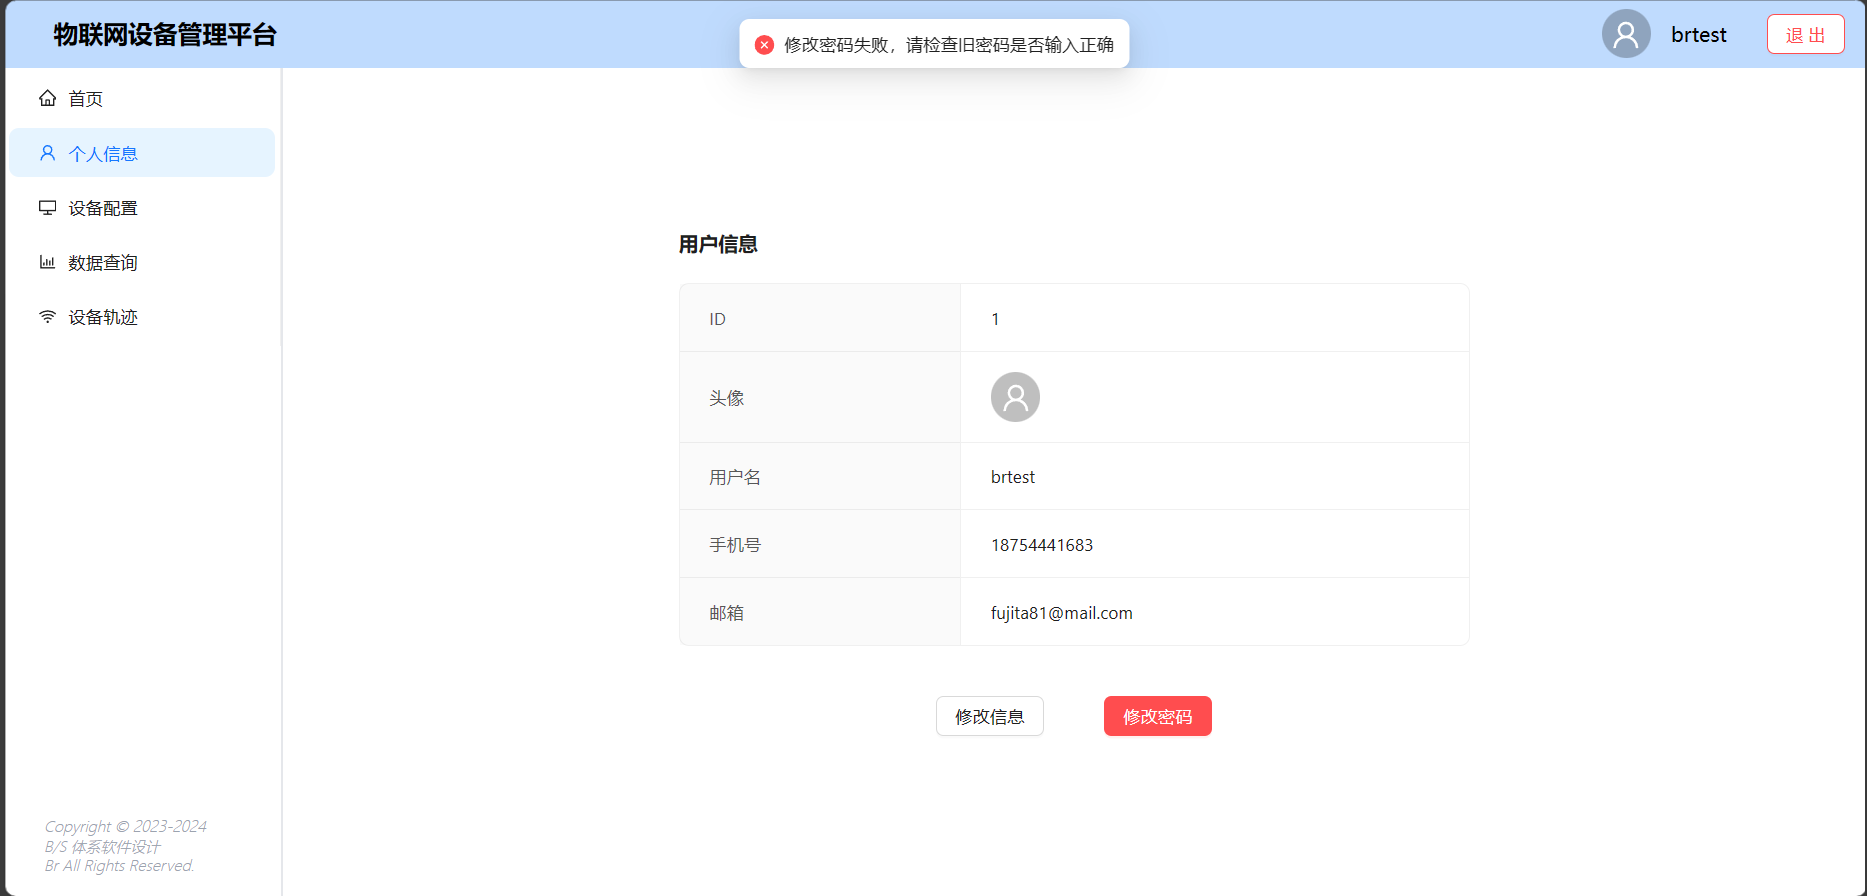 物联网设备管理平台
修改密码失败，请检查旧密码是否输入正确
brtest
退 出
首页
个人信息
设备配置
数据查询
设备轨迹
用户信息
ID
1
头像
用户名
brtest
手机号
18754441683
邮箱
fujita81@mail.com
修改信息
修改密码
Copyright © 2023-2024
B/S 体系软件设计
Br All Rights Reserved.